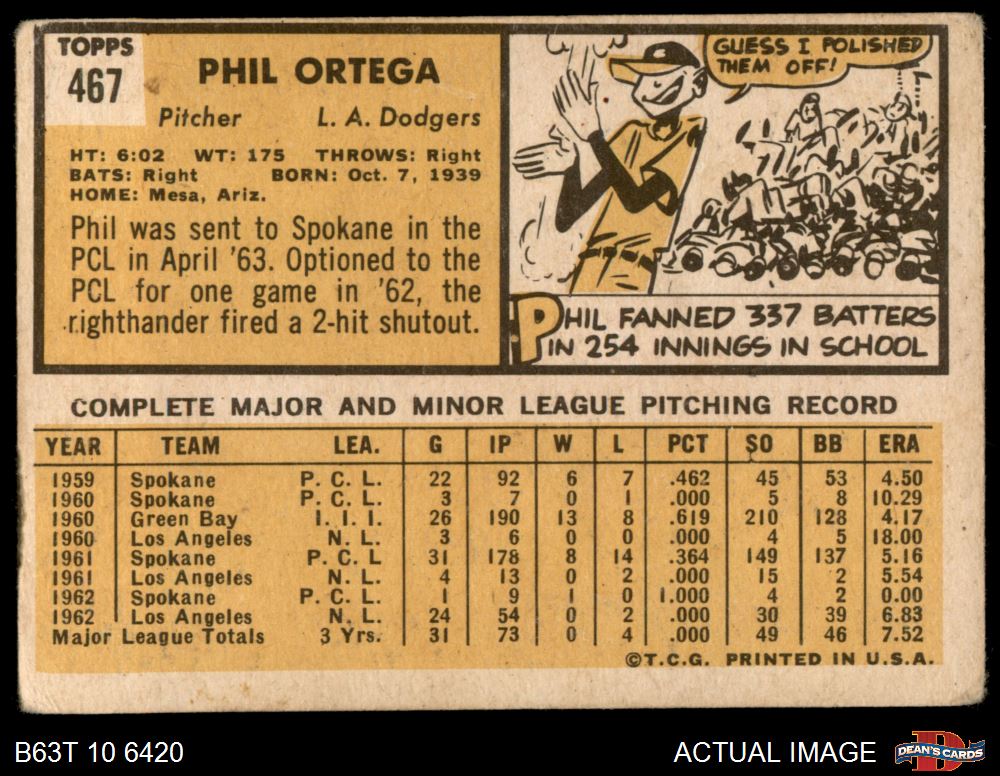 TOPPS
467
PHIL ORTEGA
Pitcher L. A. Dodgers
HT: 6:02 WT: 175 THROWS: Right
BATS: Right BORN: Oct. 7, 1939
HOME: Mesa, Ariz.
Phil was sent to Spokane in the
PCL in April '63. Optioned to the
PCL for one game in '62, the
righthander fired a 2-hit shutout.
GUESS I POLISHED
THEM OFF!
PHIL FANNED 337 BATTERS
IN 254 INNINGS IN SCHOOL
COMPLETE MAJOR AND MINOR LEAGUE PITCHING RECORD
YEAR TEAM LEA. G IP W L PCT SO BB ERA
1959 Spokane P. C. L. 22 92 6 7 .462 45 53 4.50
1960 Spokane P. C. L. 3 7 0 1 .000 5 8 10.29
1960 Green Bay I. I. I. 26 190 13 8 .619 210 128 4.17
1960 Los Angeles N. L. 3 6 0 0 .000 4 5 18.00
1961 Spokane P. C. L 31 178 8 14 .364 149 137 5.16
1961 Los Angeles N. L. 4 13 0 2 .000 15 2 5.54
1962 Spokane P. C. L. 1 9 1 0 1.000 4 2 0.00
1962 Los Angeles N. L. 24 54 0 2 .000 30 39 6.83
Major League Totals 3 Yrs. 31 73 0 4 .000 49 46 7.52
©T.C.G. PRINTED IN U.S.A.
B63T 10 6420 ACTUAL IMAGE DEAN'S CARDS